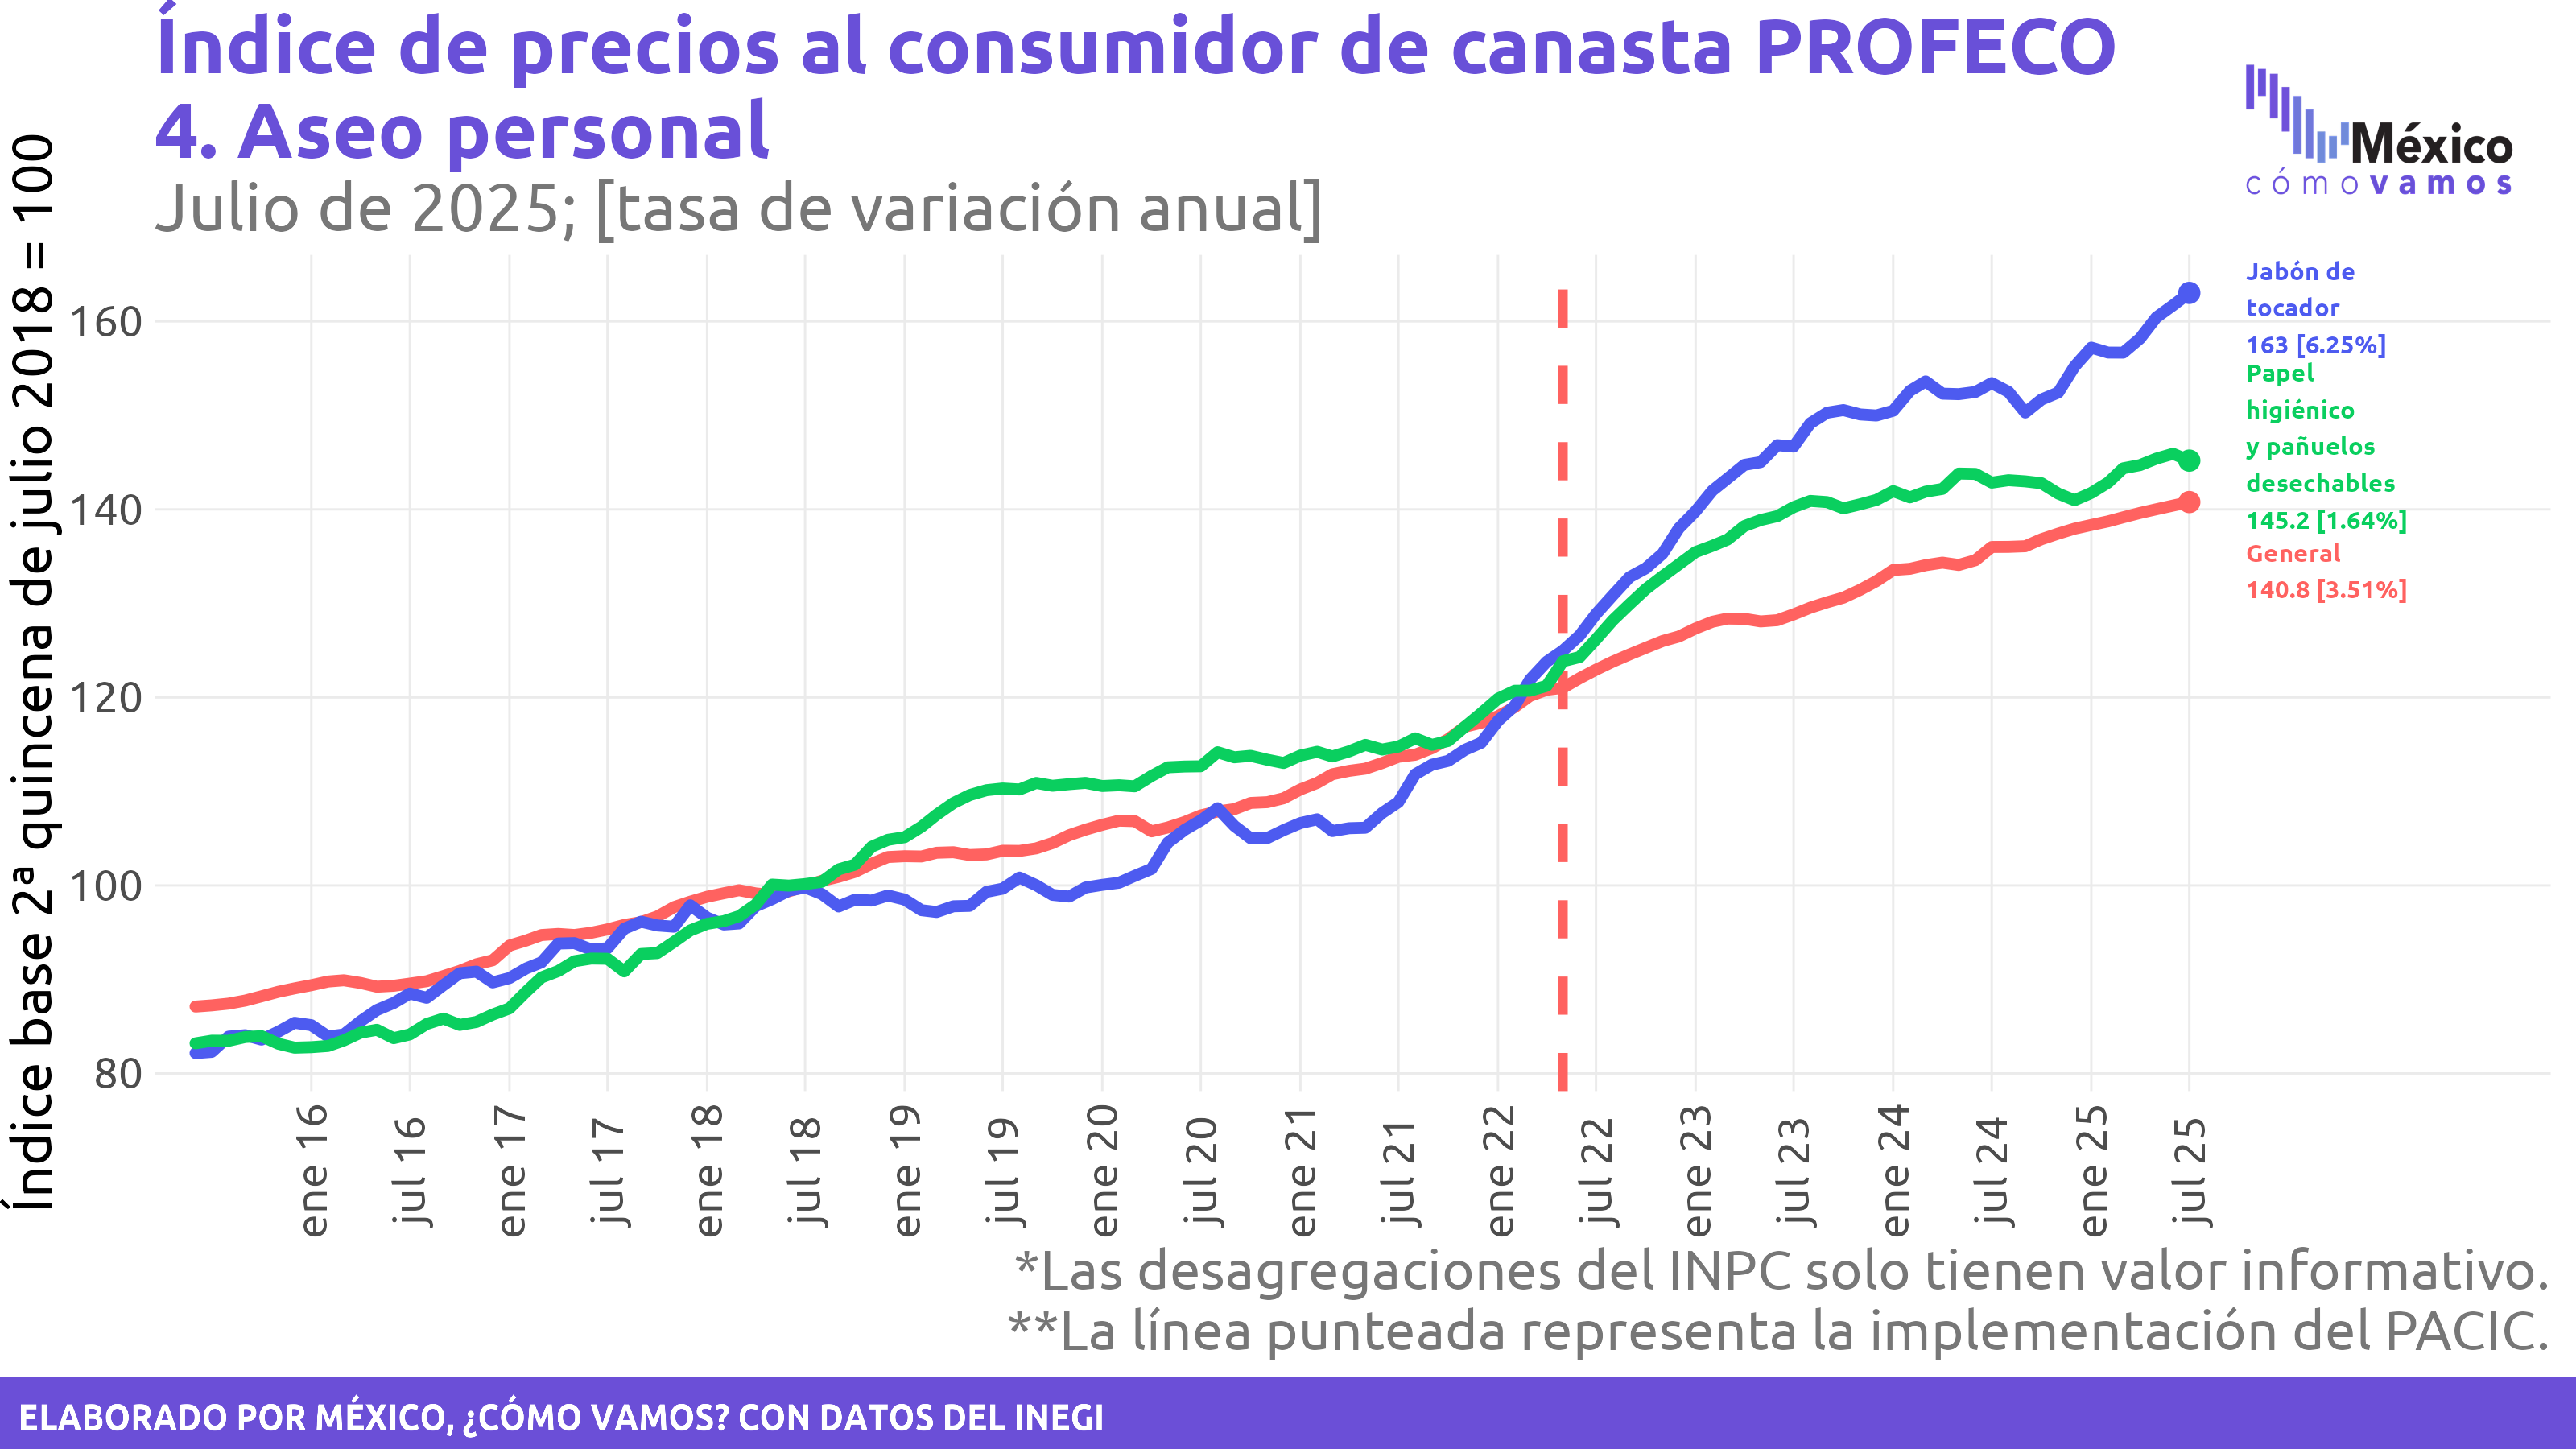 Índice de precios al consumidor de canasta PROFECO
4. Aseo personal
Julio de 2025; [tasa de variación anual]
México
cómo vamos
Índice base 2ª quincena de julio 2018 = 100
160
140
120
100
80
Jabón de
tocador
163 [6.25%]
Papel
higiénico
y pañuelos
desechables
145.2 [1.64%]
General
140.8 [3.51%]
ene 16
jul 16
ene 17
jul 17
ene 18
jul 18
ene 19
jul 19
ene 20
jul 20
ene 21
jul 21
ene 22
jul 22
ene 23
jul 23
ene 24
jul 24
ene 25
jul 25
*Las desagregaciones del INPC solo tienen valor informativo.
**La línea punteada representa la implementación del PACIC.
ELABORADO POR MÉXICO, ¿CÓMO VAMOS? CON DATOS DEL INEGI